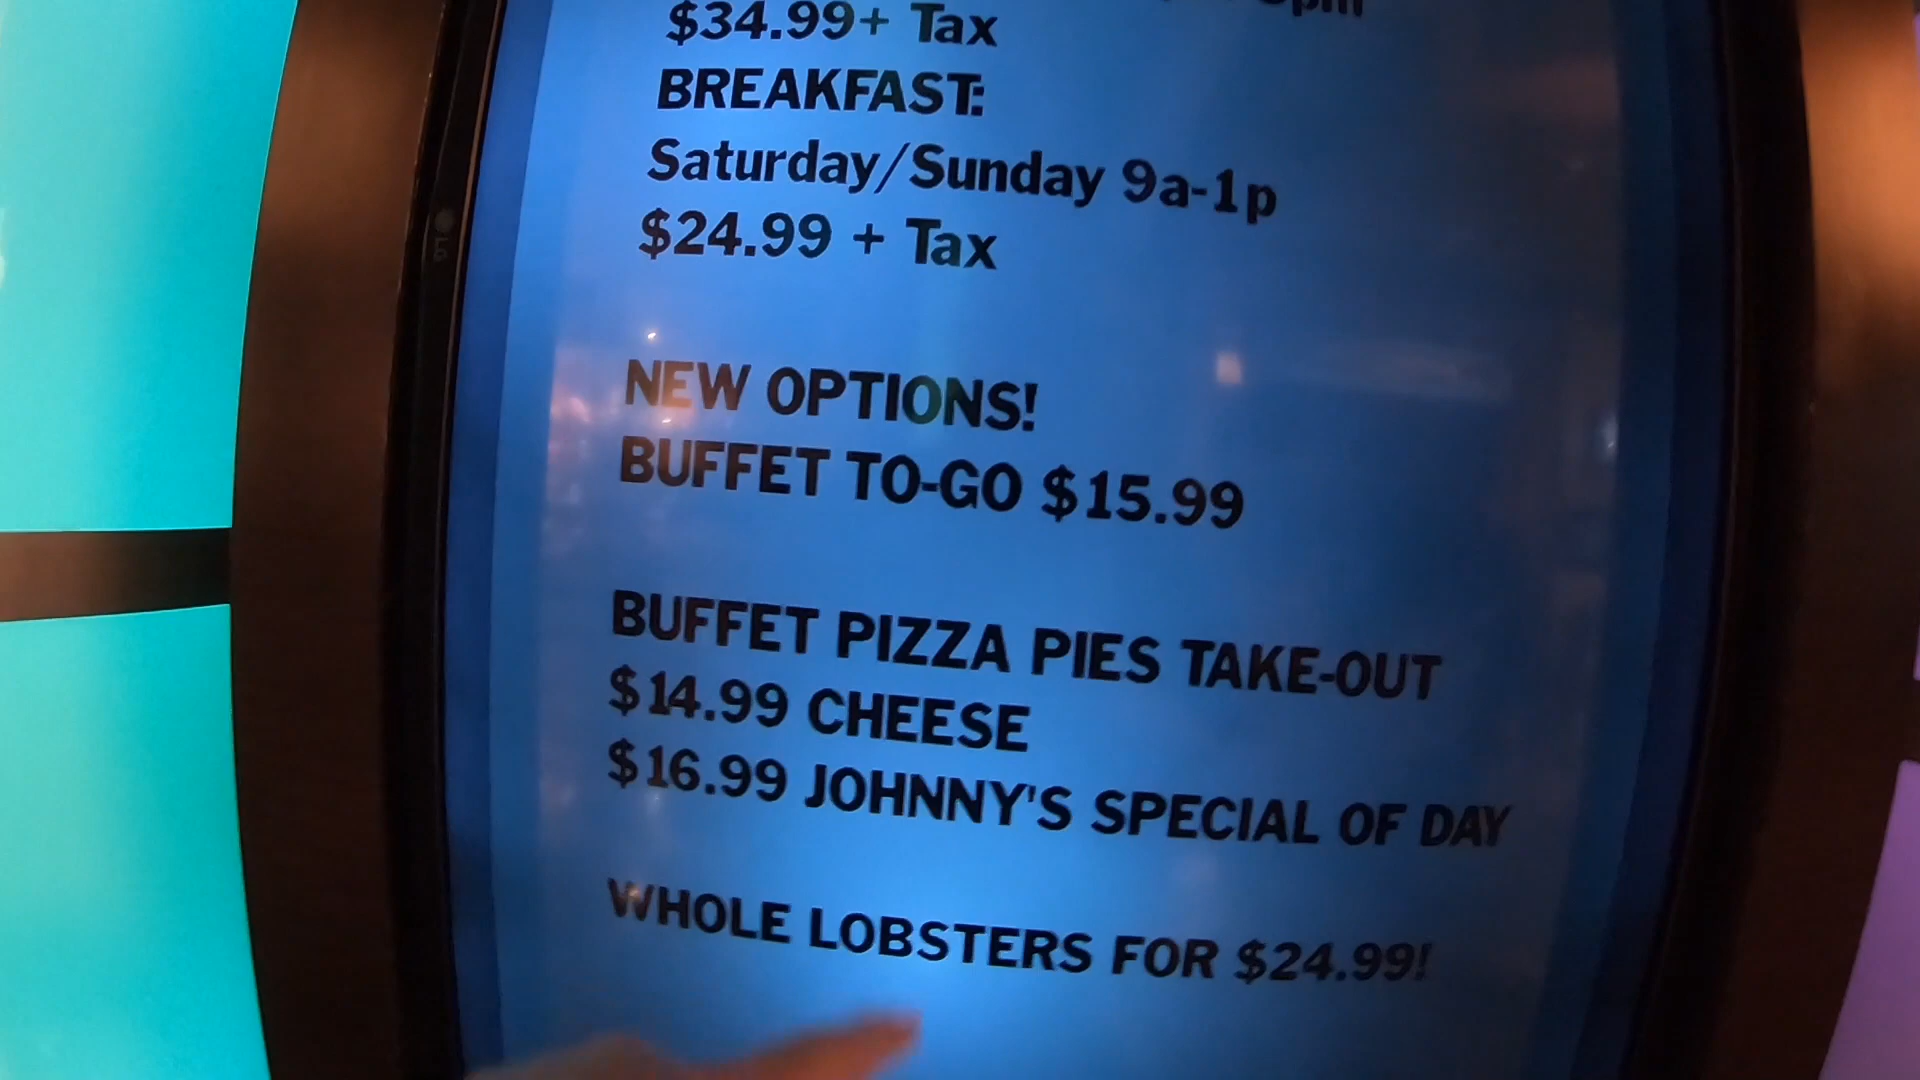 $34.99+ Tax
BREAKFAST:
Saturday/Sunday 9a-1p
$24.99 + Tax
NEW OPTIONS!
BUFFET TO-GO $15.99
BUFFET PIZZA PIES TAKE-OUT
$14.99 CHEESE
$16.99 JOHNNY'S SPECIAL OF DAY
WHOLE LOBSTERS FOR $24.99!
LG